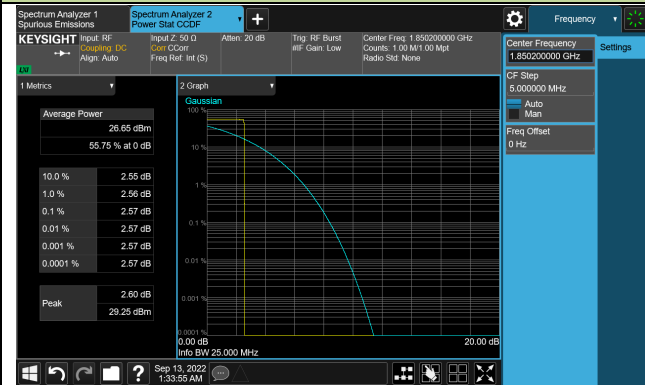 Spectrum Analyzer 1
Spurious Emissions
Spectrum Analyzer 2
Power Stat CCDF
Frequency
KEYSIGHT
Input: RF
Coupling: DC
Align: Auto
Input Z: 50 Ω
Corr CCorr
Freq Ref: Int (S)
Atten: 20 dB
Trig: RF Burst
#IF Gain: Low
Center Freq: 1.850200000 GHz
Counts: 1.00 M/1.00 Mpt
Radio Std: None
LXI
Center Frequency
1.850200000 GHz
Settings
CF Step
5.000000 MHz
Auto
Man
Freq Offset
0 Hz
1 Metrics
Average Power
26.65 dBm
55.75 % at 0 dB
10.0 % 2.55 dB
1.0 % 2.56 dB
0.1 % 2.57 dB
0.01 % 2.57 dB
0.001 % 2.57 dB
0.0001 % 2.57 dB
Peak
2.60 dB
29.25 dBm
2 Graph
Gaussian
100 %
10 %
1 %
0.1 %
0.01 %
0.001 %
0.0001 %
0.00 dB
20.00 dB
Info BW 25.000 MHz
?
Sep 13, 2022
1:33:55 AM